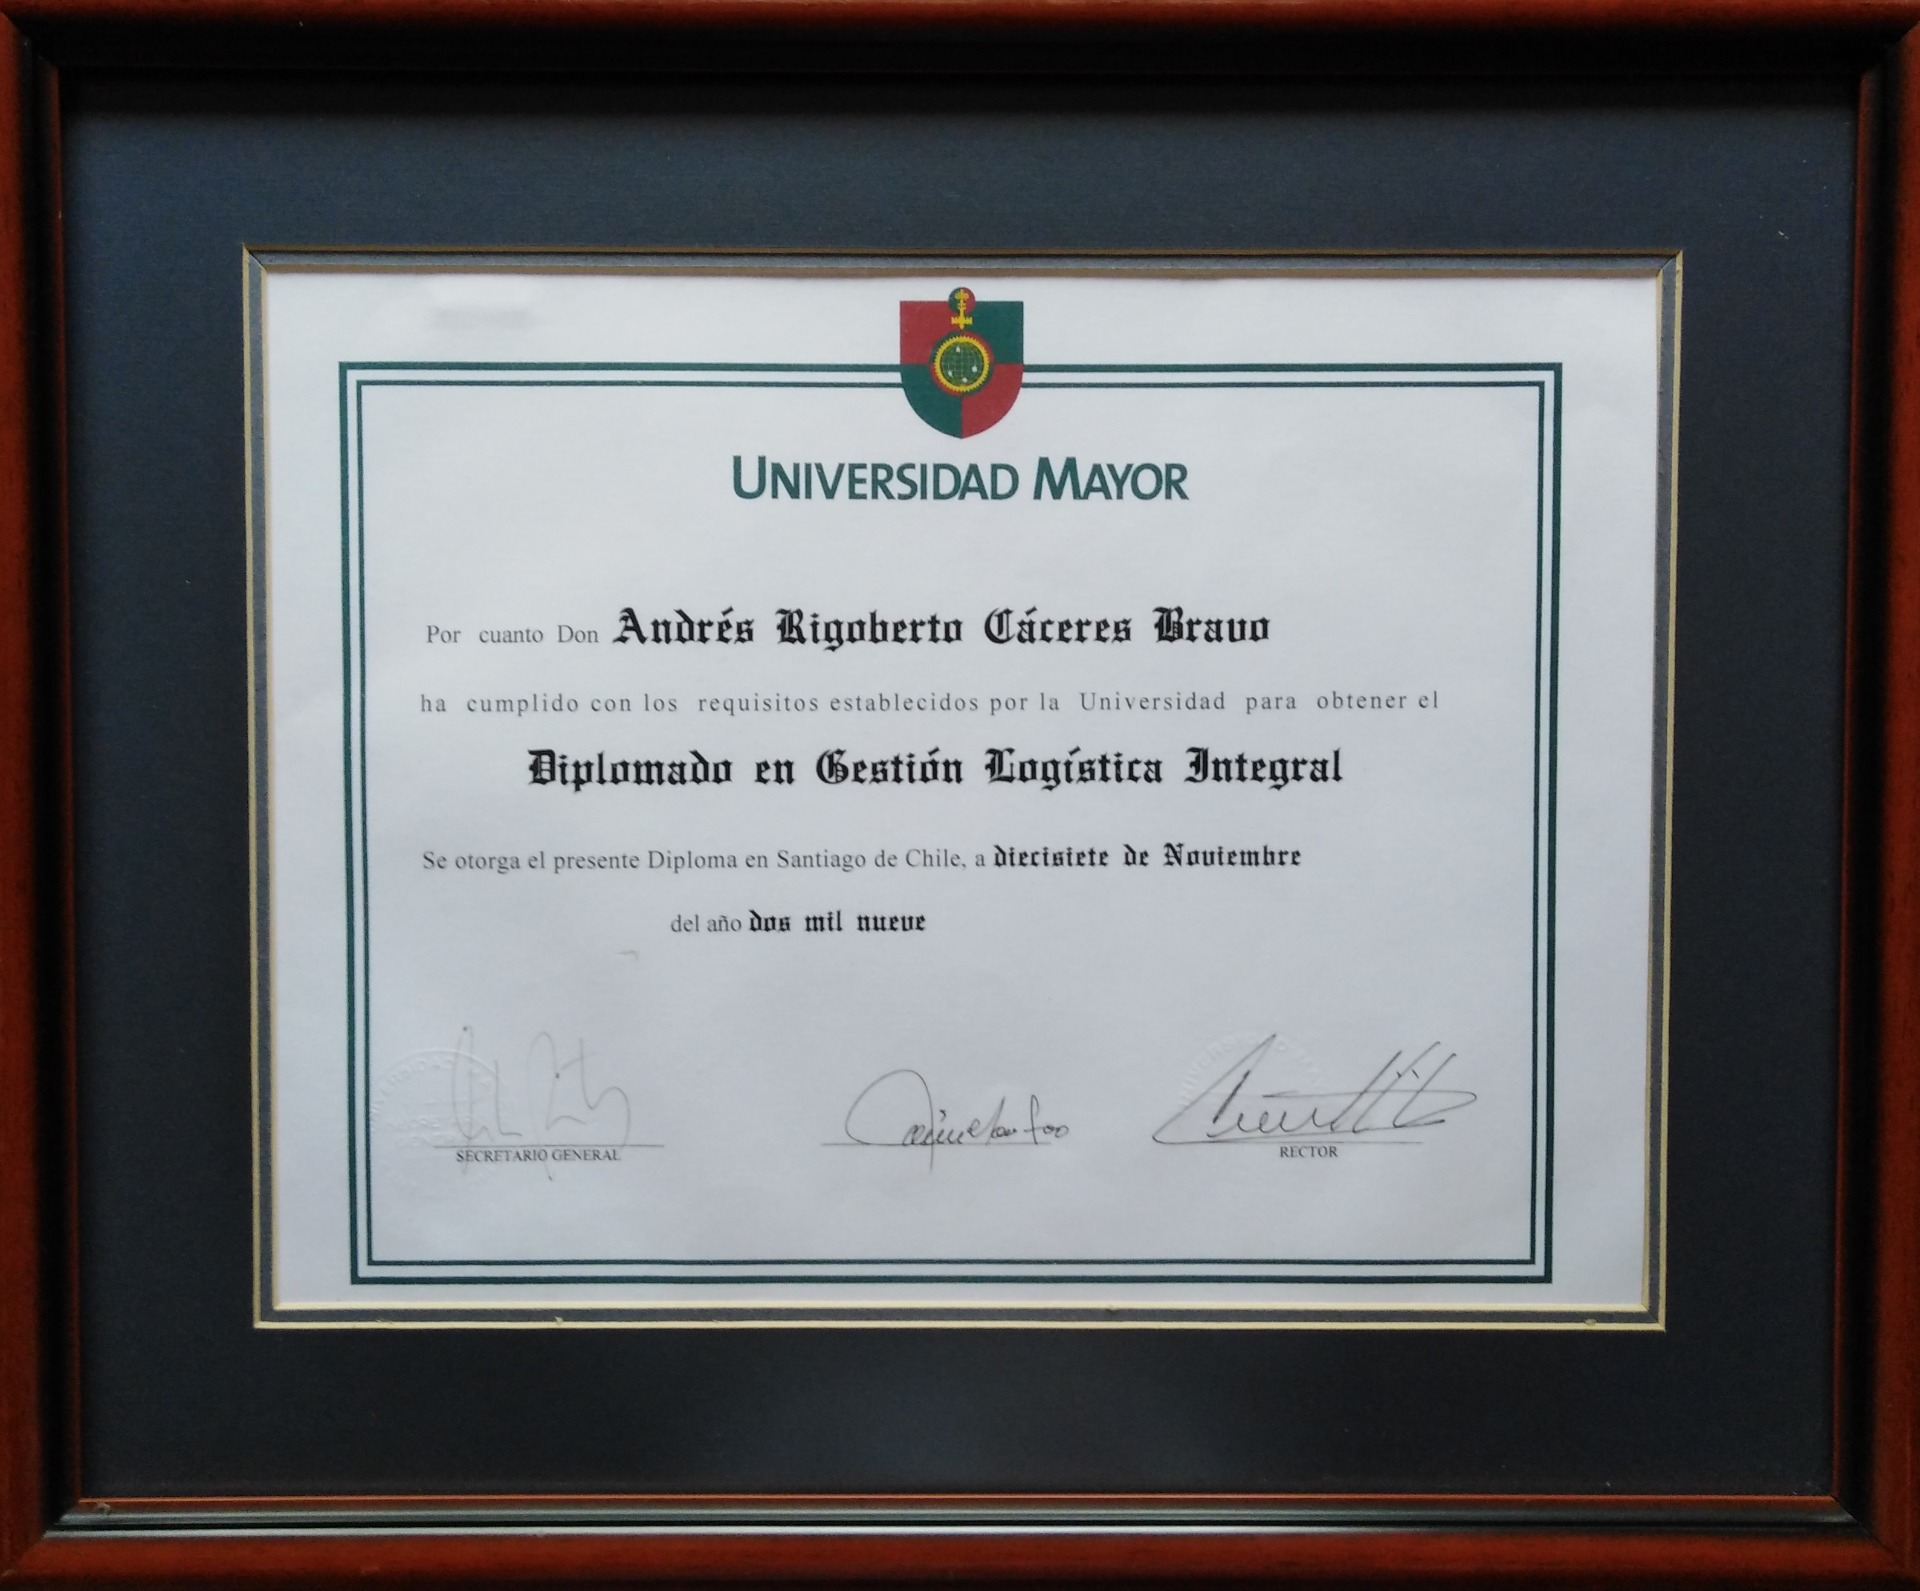 UNIVERSIDAD MAYOR
Por cuanto Don Andrés Rigoberto Cáceres Bravo
ha cumplido con los requisitos establecidos por la Universidad para obtener el
Diplomado en Gestión Logística Integral
Se otorga el presente Diploma en Santiago de Chile, a diecisiete de Noviembre
del año dos mil nueve
SECRETARIO GENERAL
RECTOR